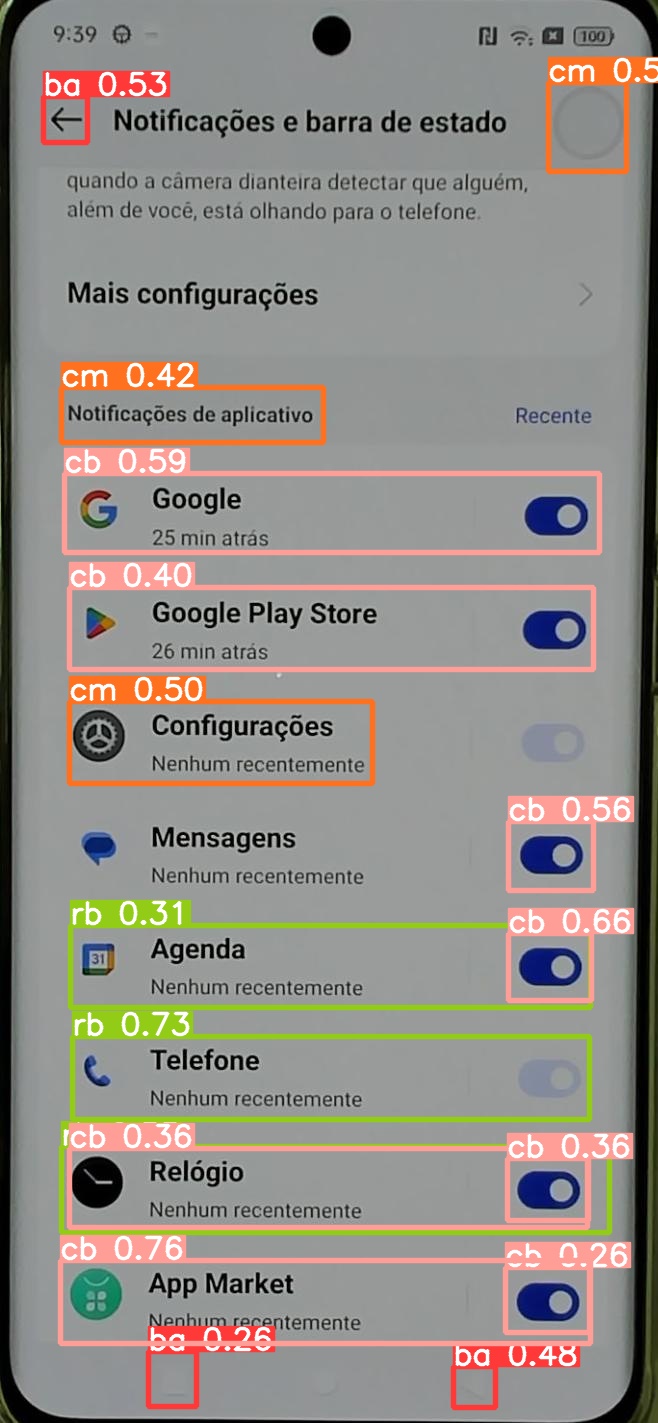 9:39
100
ba 0.53
cm 0.5
Notificações e barra de estado
quando a câmera dianteira detectar que alguém,
além de você, está olhando para o telefone.
Mais configurações
cm 0.42
Notificações de aplicativo
Recente
cb 0.59
Google
25 min atrás
cb 0.40
Google Play Store
26 min atrás
cm 0.50
Configurações
Nenhum recentemente
cb 0.56
Mensagens
Nenhum recentemente
rb 0.31
cb 0.66
31
Agenda
Nenhum recentemente
rb 0.73
Telefone
Nenhum recentemente
cb 0.36
cb 0.36
Relógio
Nenhum recentemente
cb 0.76
cb 0.26
App Market
Nenhum recentemente
ba 0.26
ba 0.48